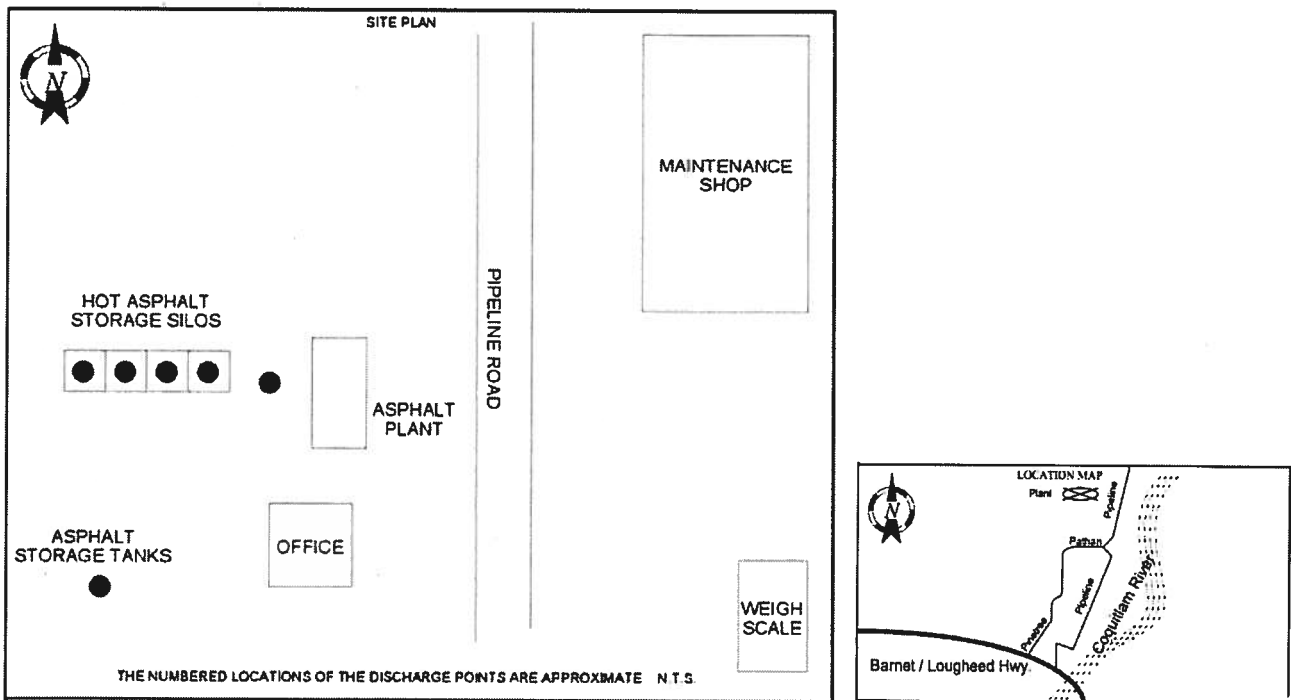 SITE PLAN
N
MAINTENANCE
SHOP
PIPELINE ROAD
HOT ASPHALT
STORAGE SILOS
ASPHALT
PLANT
ASPHALT
STORAGE TANKS
OFFICE
WEIGH
SCALE
THE NUMBERED LOCATIONS OF THE DISCHARGE POINTS ARE APPROXIMATE N.T.S.
LOCATION MAP
N
Plant
Pipeline
Pathan
Pipeline
Pinetree
Coquitlam River
Barnet / Lougheed Hwy.